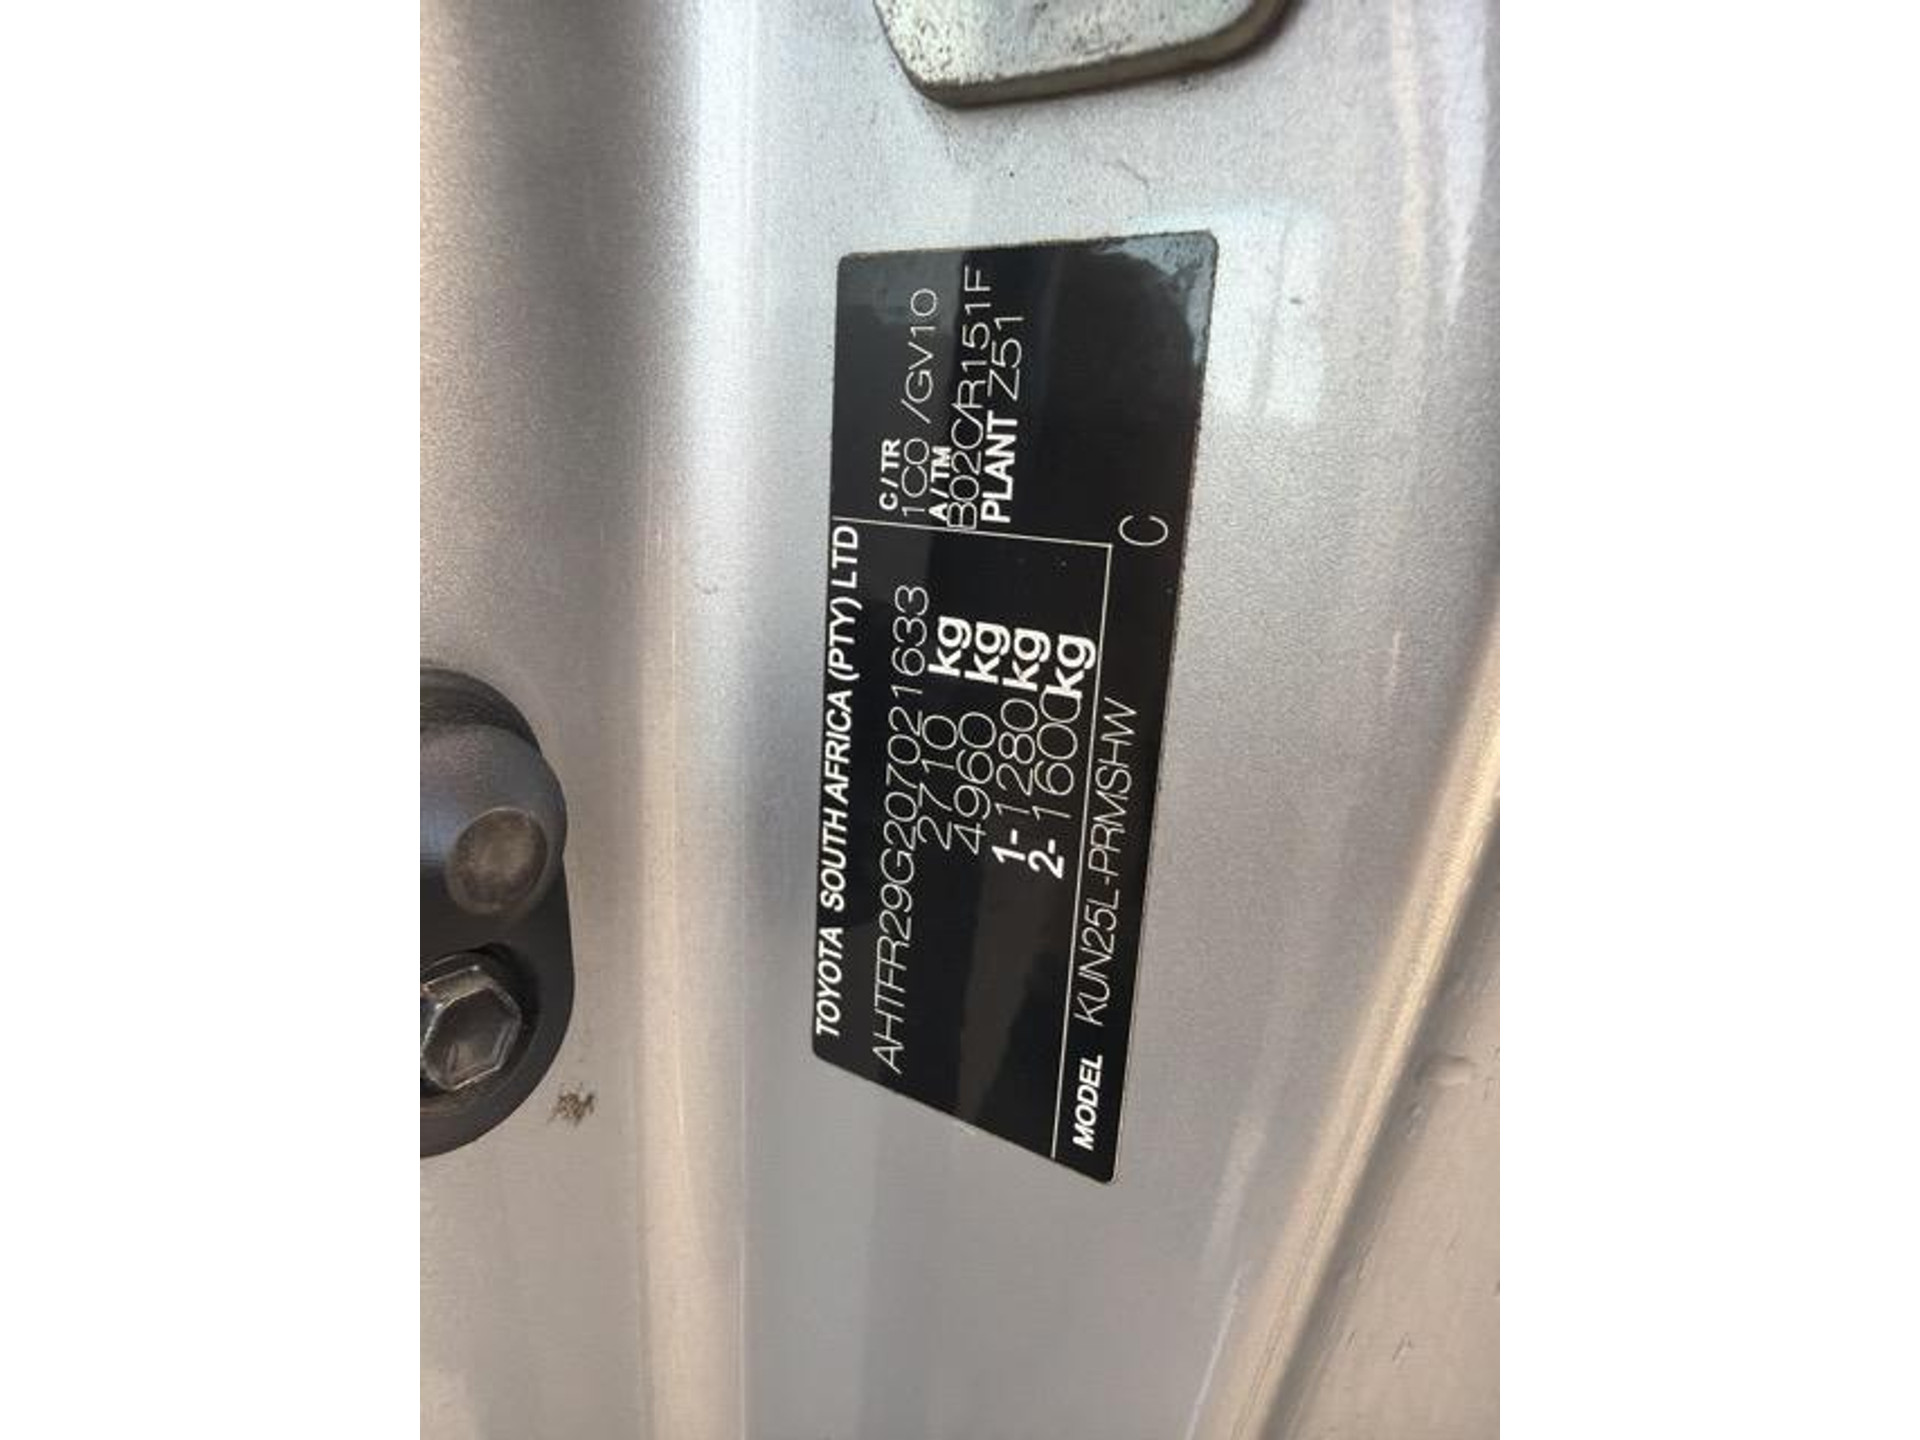 TOYOTA SOUTH AFRICA (PTY) LTD
AHTFR29G207021633
2710 kg
4960 kg
1- 1280 kg
2- 1600 kg
C/TR
1C0 /GV10
A/TM
B02C/R151F
PLANT Z51
MODEL KUN25L-PRMSHW C